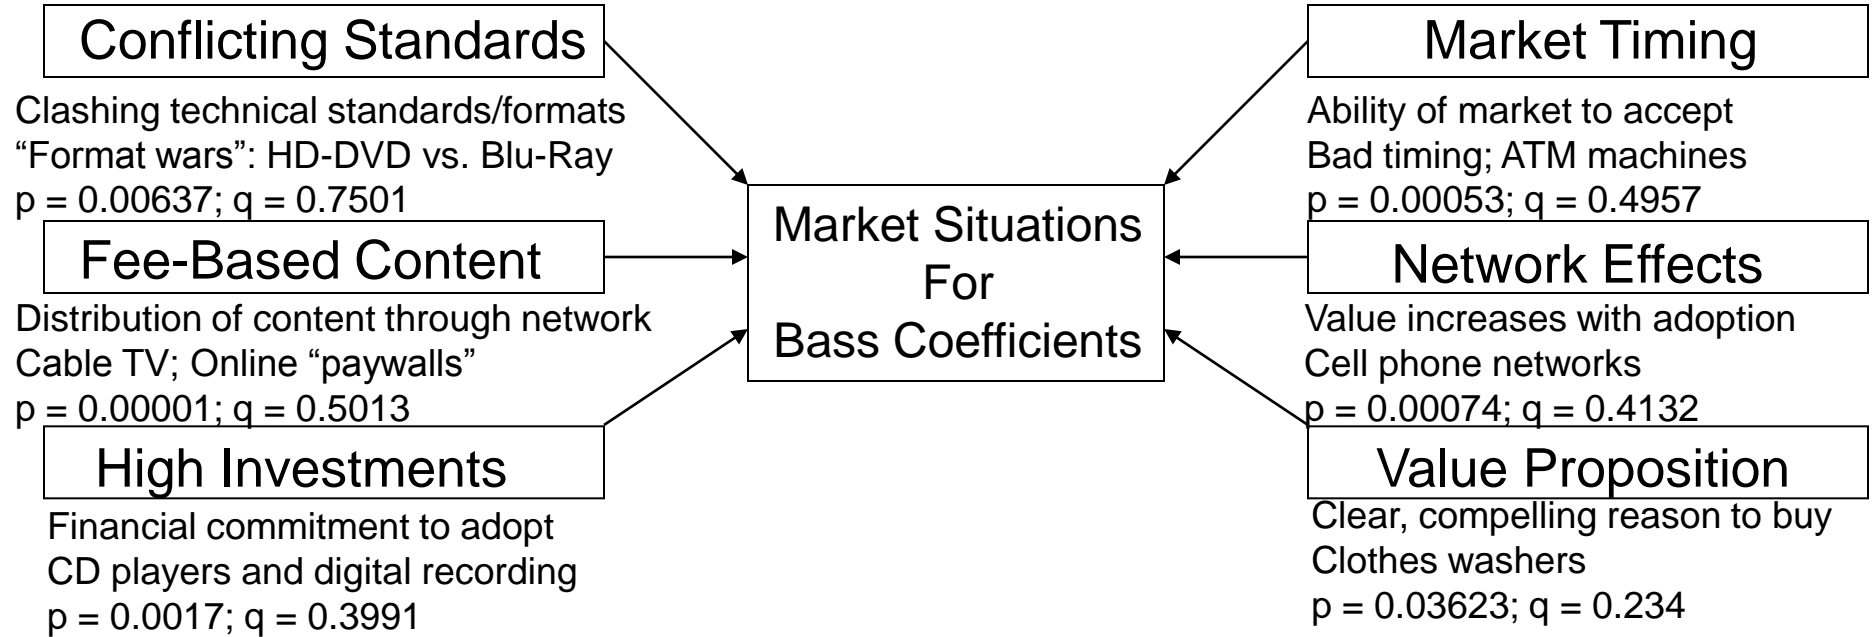 Conflicting Standards
Clashing technical standards/formats
“Format wars”: HD-DVD vs. Blu-Ray
p = 0.00637; q = 0.7501
Fee-Based Content
Distribution of content through network
Cable TV; Online “paywalls”
p = 0.00001; q = 0.5013
High Investments
Financial commitment to adopt
CD players and digital recording
p = 0.0017; q = 0.3991
Market Situations
For
Bass Coefficients
Market Timing
Ability of market to accept
Bad timing; ATM machines
p = 0.00053; q = 0.4957
Network Effects
Value increases with adoption
Cell phone networks
p = 0.00074; q = 0.4132
Value Proposition
Clear, compelling reason to buy
Clothes washers
p = 0.03623; q = 0.234